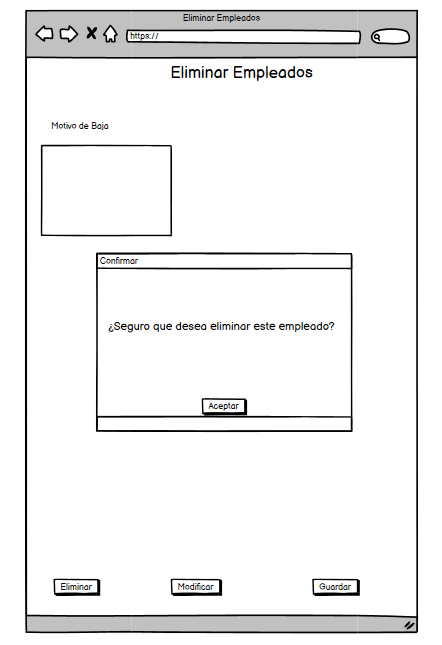 Eliminar Empleados
https://
Eliminar Empleados
Motivo de Baja
Confirmar
¿Seguro que desea eliminar este empleado?
Aceptar
Eliminar
Modificar
Guardar